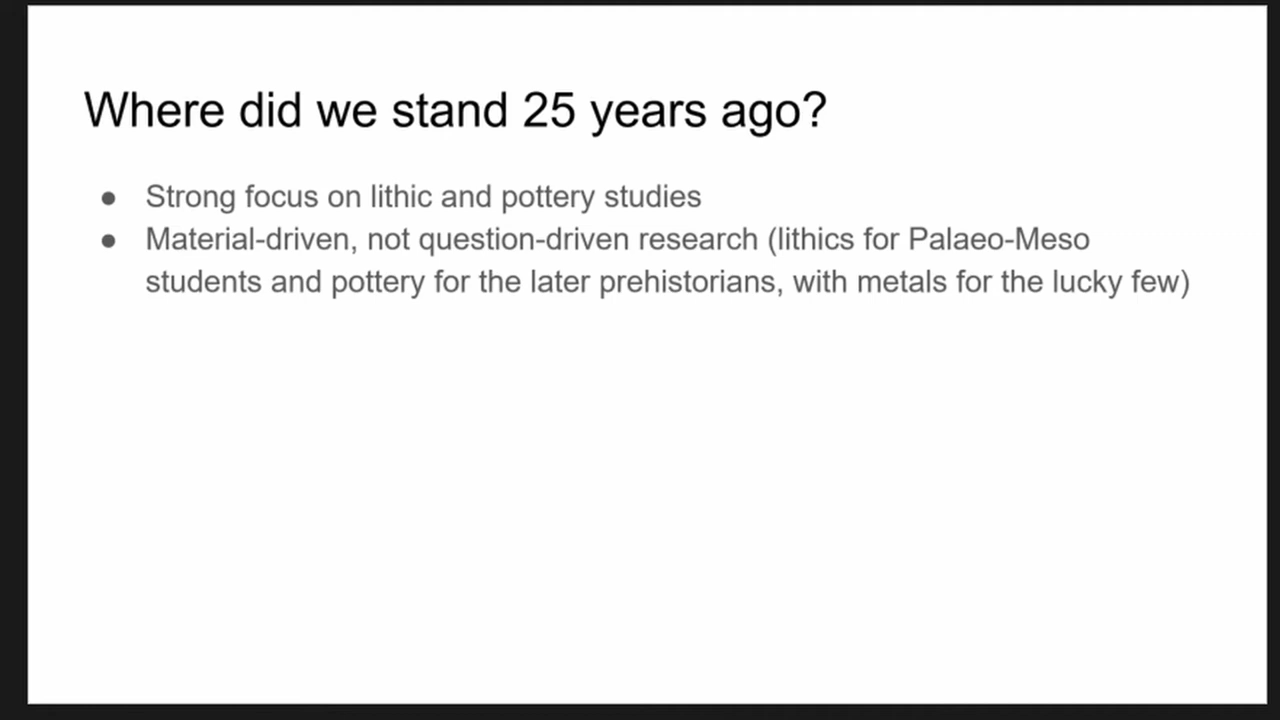 Where did we stand 25 years ago?
● Strong focus on lithic and pottery studies
● Material-driven, not question-driven research (lithics for Palaeo-Meso
students and pottery for the later prehistorians, with metals for the lucky few)